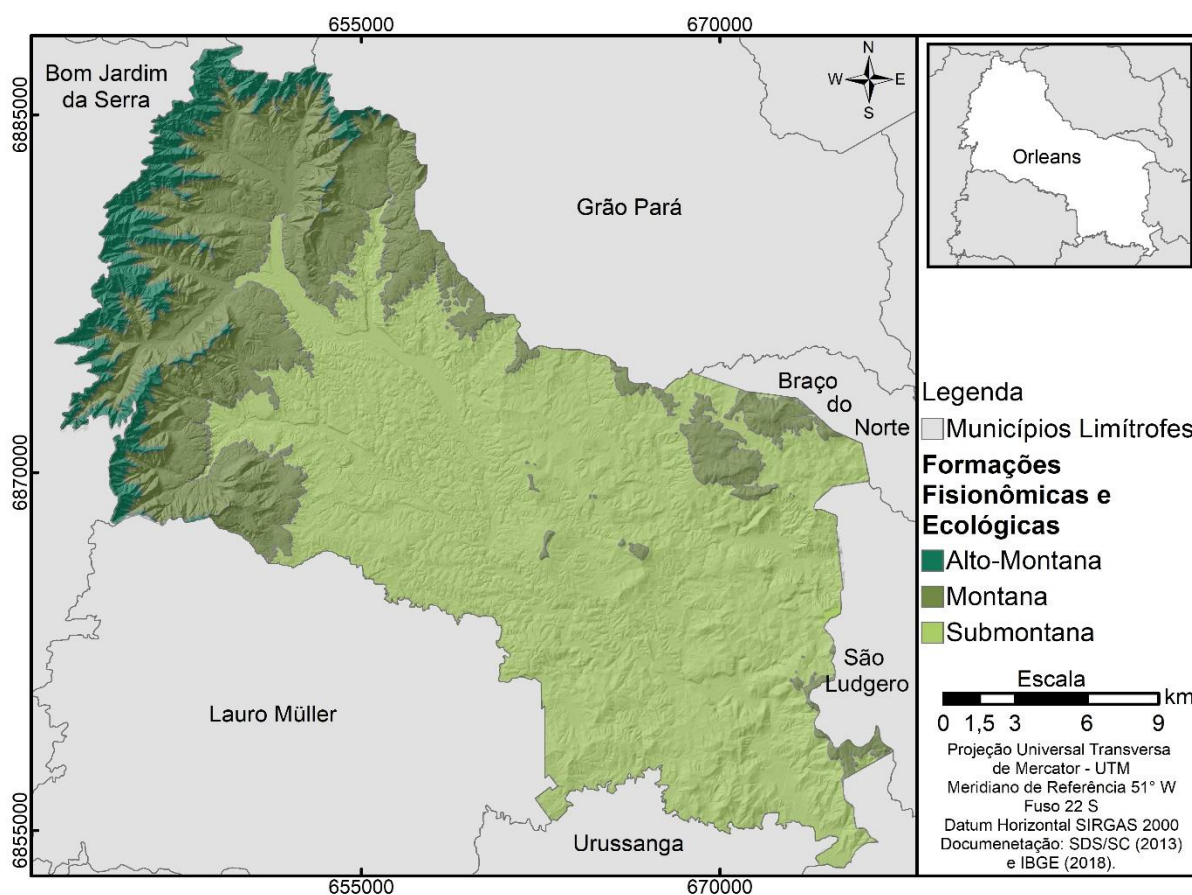 655000
670000
Bom Jardim
da Serra
N
W
E
S
6885000
Grão Pará
Orleans
Braço
do
Norte
6870000
São
Ludgero
Lauro Müller
Urussanga
6855000
655000
670000
Legenda
Municípios Limítrofes
Formações
Fisionômicas e
Ecológicas
Alto-Montana
Montana
Submontana
Escala
km
0 1,5 3 6 9
Projeção Universal Transversa
de Mercator - UTM
Meridiano de Referência 51° W
Fuso 22 S
Datum Horizontal SIRGAS 2000
Documenetação: SDS/SC (2013)
e IBGE (2018).